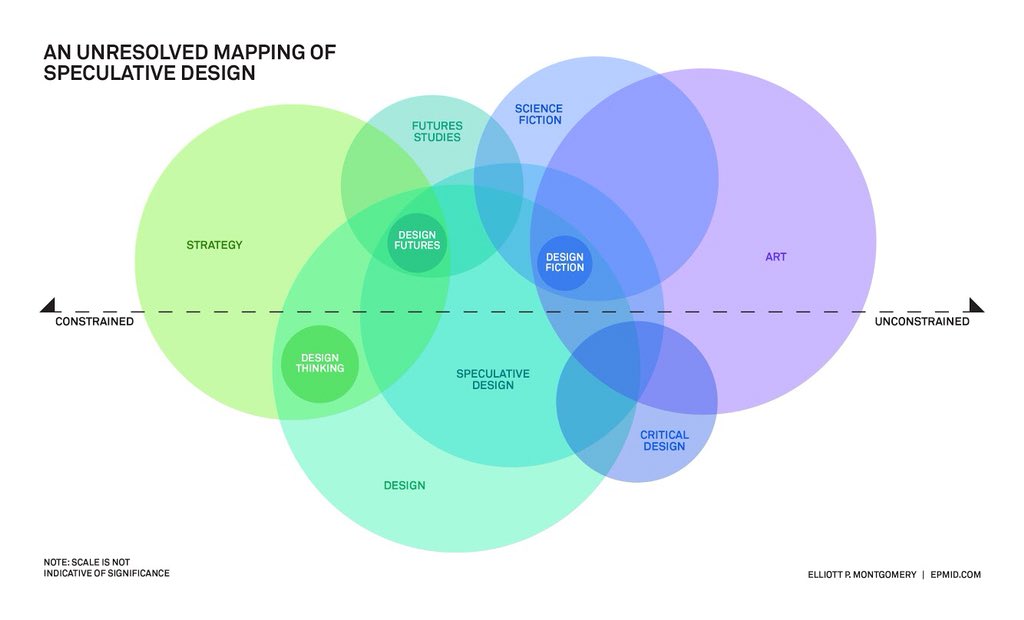 AN UNRESOLVED MAPPING OF
SPECULATIVE DESIGN
SCIENCE
FICTION
FUTURES
STUDIES
STRATEGY
DESIGN
FUTURES
DESIGN
FICTION
ART
CONSTRAINED
UNCONSTRAINED
DESIGN
THINKING
SPECULATIVE
DESIGN
CRITICAL
DESIGN
DESIGN
NOTE: SCALE IS NOT
INDICATIVE OF SIGNIFICANCE
ELLIOTT P. MONTGOMERY | EPMID.COM